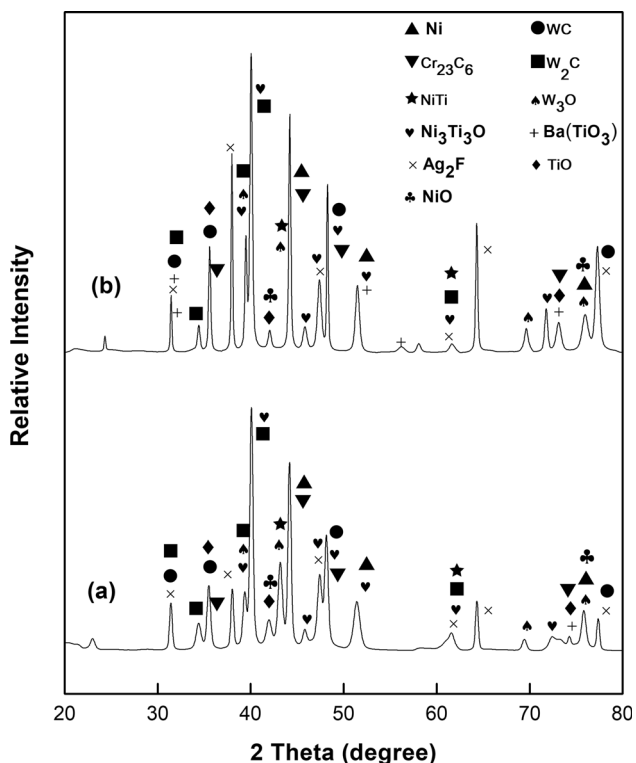 Ni
WC
Cr23C6
W2C
NiTi
W3O
Ni3Ti3O
Ba(TiO3)
Ag2F
TiO
NiO
(b)
(a)
Relative Intensity
20 30 40 50 60 70 80
2 Theta (degree)